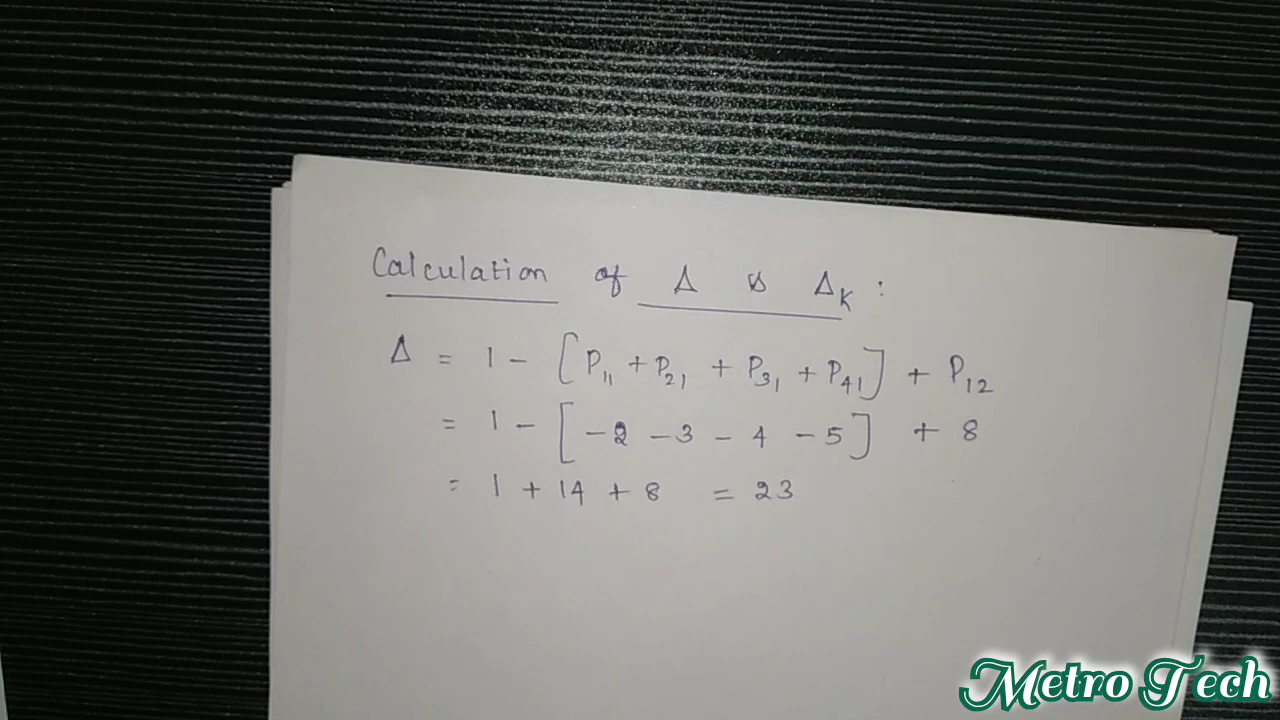 Calculation of Δ & Δ_K :
Δ = 1 - [P₁₁ + P₂₁ + P₃₁ + P₄₁] + P₁₂
= 1 - [-2 - 3 - 4 - 5] + 8
= 1 + 14 + 8 = 23
Metro Tech